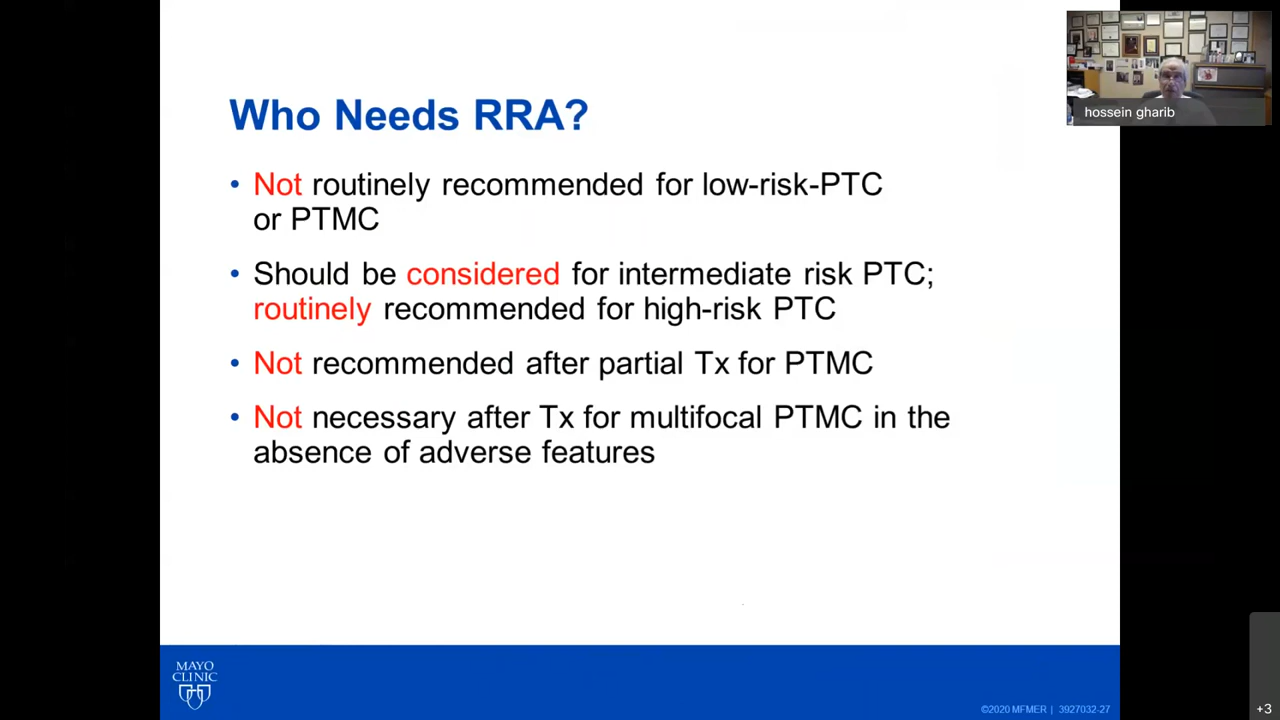 hossein gharib
Who Needs RRA?
• Not routinely recommended for low-risk-PTC
or PTMC
• Should be considered for intermediate risk PTC;
routinely recommended for high-risk PTC
• Not recommended after partial Tx for PTMC
• Not necessary after Tx for multifocal PTMC in the
absence of adverse features
MAYO
CLINIC
©2020 MFMER | 3927032-27
+3